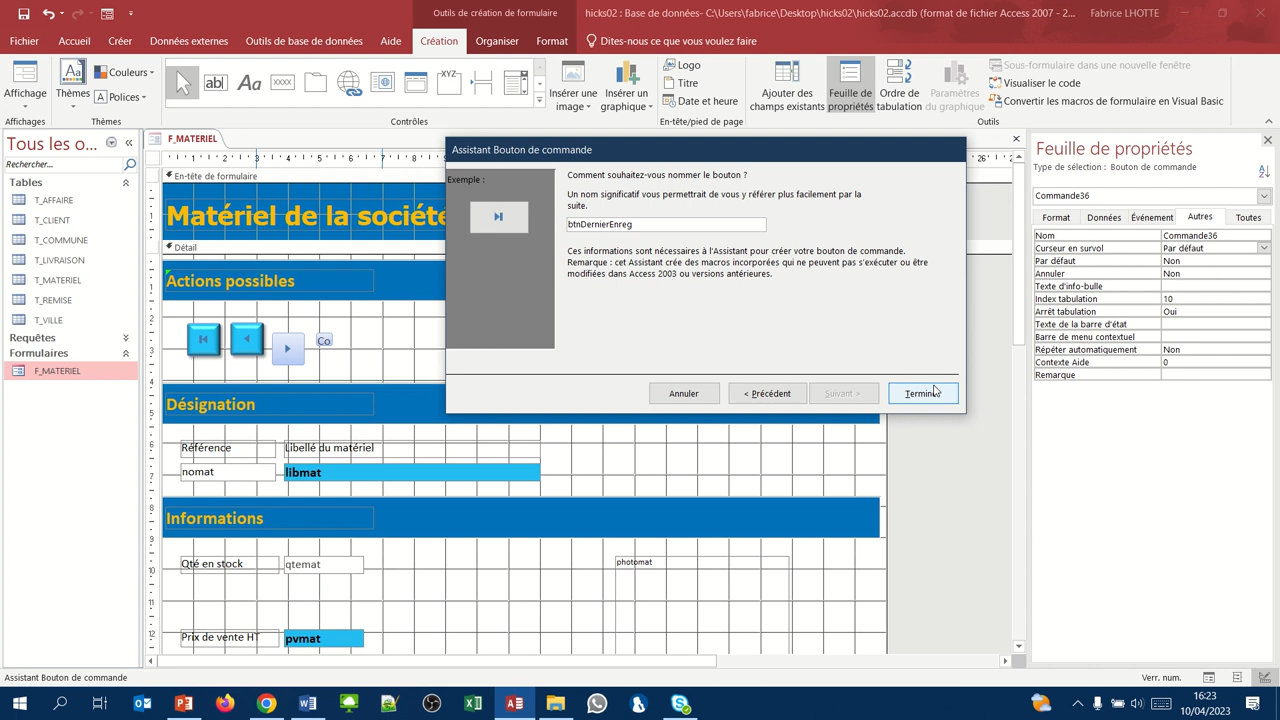 Outils de création de formulaire
hicks02 : Base de données- C:\Users\fabrice\Desktop\hicks02\hicks02.accdb (format de fichier Access 2007 - 2...
Fabrice LHOTTE
Fichier
Accueil
Créer
Données externes
Outils de base de données
Aide
Création
Organiser
Format
Dites-nous ce que vous voulez faire
Affichage
Thèmes
Couleurs
Polices
ab|
Aa
XXXX
XYZ
Insérer une image
Insérer un graphique
Logo
Titre
Date et heure
Ajouter des champs existants
Feuille de propriétés
Ordre de tabulation
Paramètres du graphique
Sous-formulaire dans une nouvelle fenêtre
Visualiser le code
Convertir les macros de formulaire en Visual Basic
Affichages
Thèmes
Contrôles
En-tête/pied de page
Outils
Tous les o...
Rechercher...
Tables
T_AFFAIRE
T_CLIENT
T_COMMUNE
T_LIVRAISON
T_MATERIEL
T_REMISE
T_VILLE
Requêtes
Formulaires
F_MATERIEL
F_MATERIEL
En-tête de formulaire
Matériel de la société
Détail
Actions possibles
Co
Désignation
Référence
Libellé du matériel
nomat
libmat
Informations
Qté en stock
qtemat
photomat
Prix de vente HT
pvmat
Assistant Bouton de commande
Exemple :
Comment souhaitez-vous nommer le bouton ?
Un nom significatif vous permettrait de vous y référer plus facilement par la
suite.
btnDernierEnreg
Ces informations sont nécessaires à l'Assistant pour créer votre bouton de commande.
Remarque : cet Assistant crée des macros incorporées qui ne peuvent pas s'exécuter ou être
modifiées dans Access 2003 ou versions antérieures.
Annuler
< Précédent
Suivant >
Feuille de propriétés
Type de sélection : Bouton de commande
Commande36
Format
Données
Événement
Autres
Toutes
Nom Commande36
Curseur en survol Par défaut
Par défaut Non
Annuler Non
Texte d'info-bulle
Index tabulation 10
Arrêt tabulation Oui
Texte de la barre d'état
Barre de menu contextuel
Répéter automatiquement Non
Contexte Aide 0
Remarque
Assistant Bouton de commande
Verr. num.
16:23
10/04/2023